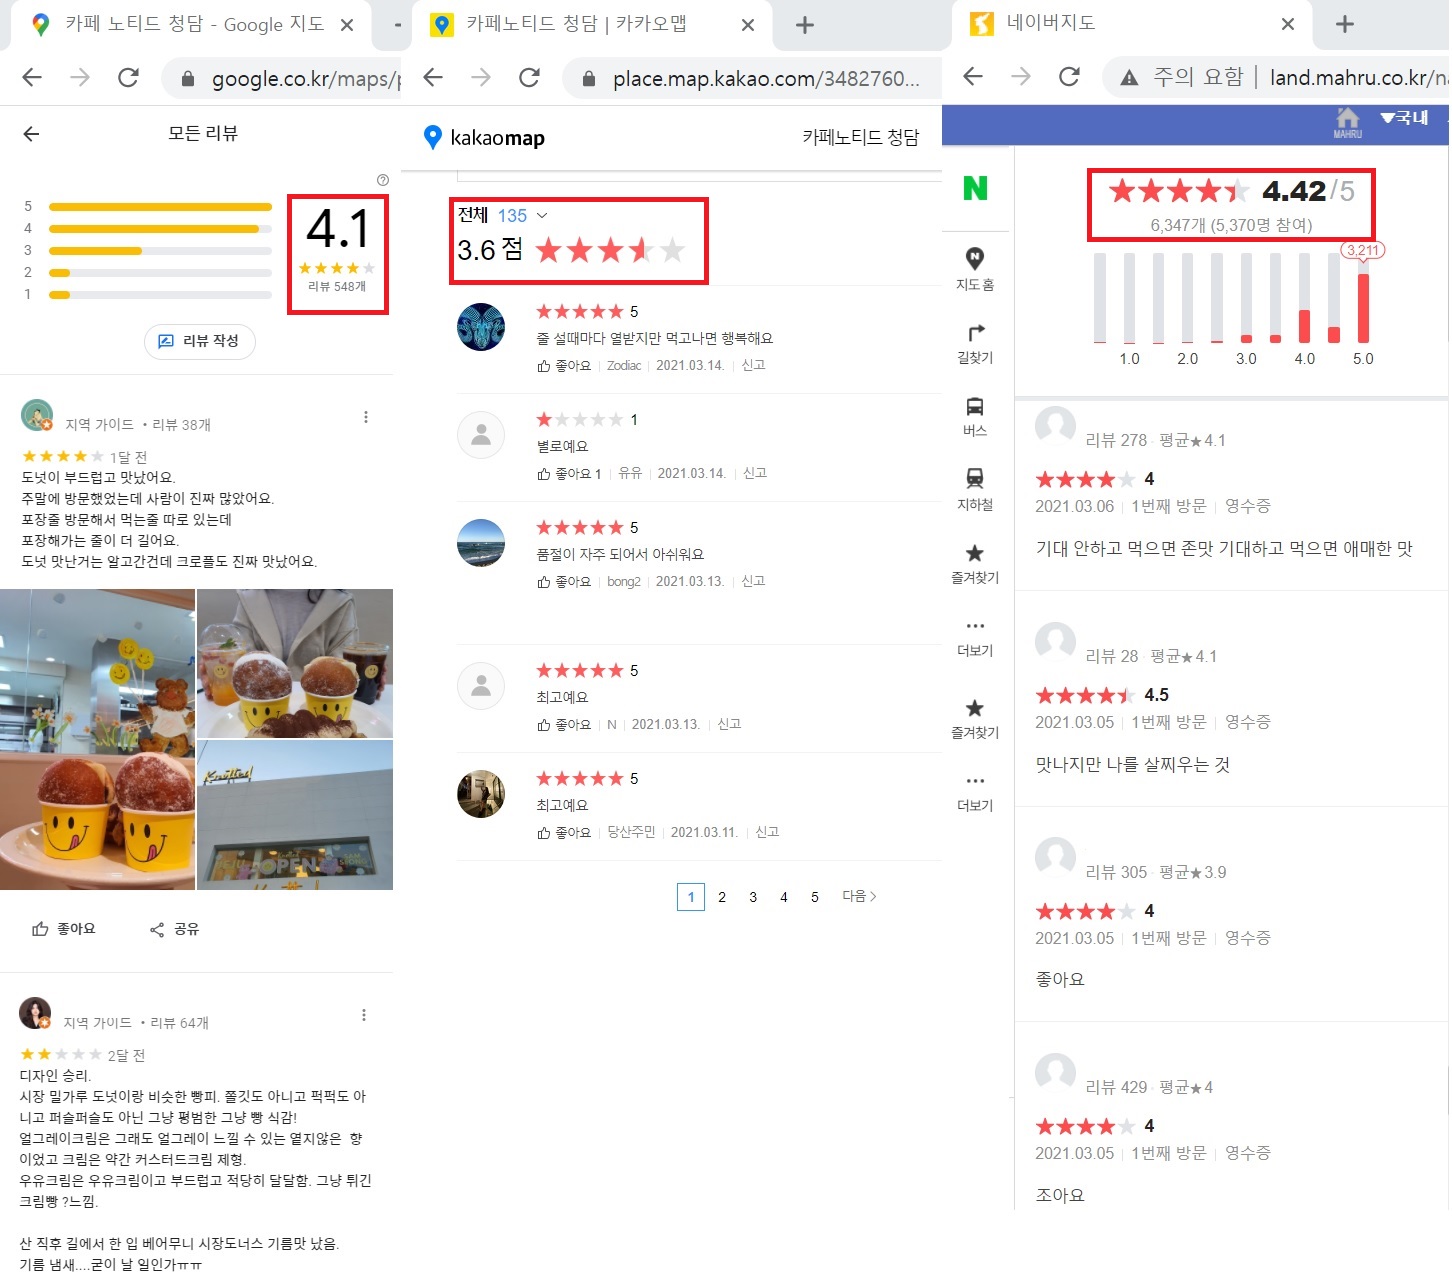 카페 노티드 청담 - Google 지도
google.co.kr/maps/p
모든 리뷰
5
4
3
2
1
4.1
리뷰 548개
리뷰 작성
지역 가이드 · 리뷰 38개
1달 전
도넛이 부드럽고 맛났어요.
주말에 방문했었는데 사람이 진짜 많았어요.
포장줄 방문해서 먹는줄 따로 있는데
포장해가는 줄이 더 길어요.
도넛 맛난거는 알고간건데 크로플도 진짜 맛났어요.
Knotted
OPEN
좋아요
공유
지역 가이드 · 리뷰 64개
2달 전
디자인 승리.
시장 밀가루 도넛이랑 비슷한 빵피. 쫄깃도 아니고 퍽퍽도 아
니고 퍼슬퍼슬도 아닌 그냥 평범한 그냥 빵 식감!
얼그레이크림은 그래도 얼그레이 느낄 수 있는 옅지않은 향
이었고 크림은 약간 커스터드크림 제형.
우유크림은 우유크림이고 부드럽고 적당히 달달함. 그냥 튀긴
크림빵 ?느낌.
산 직후 길에서 한 입 베어무니 시장도너스 기름맛 났음.
기름 냄새....굳이 날 일인가ㅠㅠ
카페노티드 청담 | 카카오맵
place.map.kakao.com/3482760...
kakaomap
카페노티드 청담
전체 135
3.6 점
5
줄 설때마다 열받지만 먹고나면 행복해요
좋아요 Zodiac 2021.03.14. 신고
1
별로예요
좋아요 1 유유 2021.03.14. 신고
5
품절이 자주 되어서 아쉬워요
좋아요 bong2 2021.03.13. 신고
5
최고예요
좋아요 N 2021.03.13. 신고
5
최고예요
좋아요 당산주민 2021.03.11. 신고
1 2 3 4 5 다음
네이버지도
주의 요함 | land.mahru.co.kr/na
MAHRU
▼국내
N
지도 홈
길찾기
버스
지하철
즐겨찾기
더보기
즐겨찾기
더보기
4.42/5
6,347개 (5,370명 참여)
3,211
1.0 2.0 3.0 4.0 5.0
리뷰 278 · 평균★4.1
4
2021.03.06 1번째 방문 영수증
기대 안하고 먹으면 존맛 기대하고 먹으면 애매한 맛
리뷰 28 · 평균★4.1
4.5
2021.03.05 1번째 방문 영수증
맛나지만 나를 살찌우는 것
리뷰 305 · 평균★3.9
4
2021.03.05 1번째 방문 영수증
좋아요
리뷰 429 · 평균★4
4
2021.03.05 1번째 방문 영수증
조아요